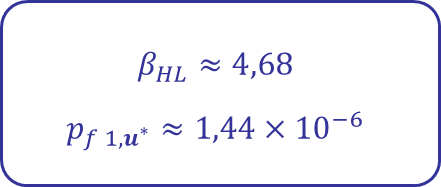 β_HL ≈ 4,68
p_f 1,u* ≈ 1,44 × 10⁻⁶